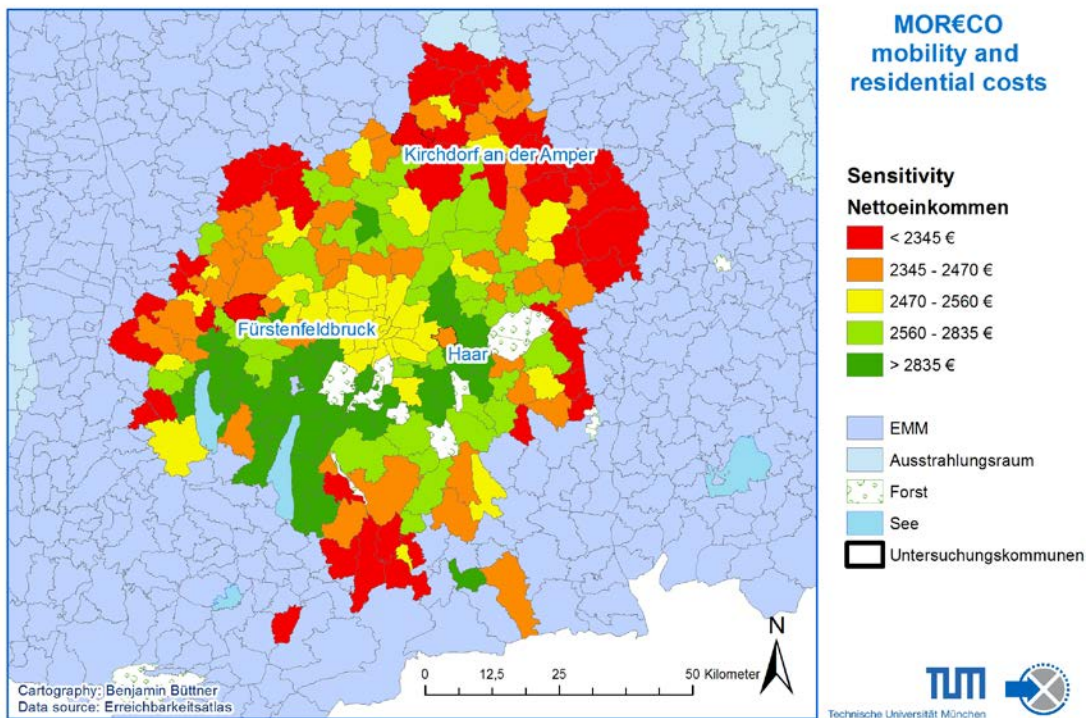 MOR€CO
mobility and
residential costs
Kirchdorf an der Amper
Fürstenfeldbruck
Haar
Sensitivity
Nettoeinkommen
< 2345 €
2345 - 2470 €
2470 - 2560 €
2560 - 2835 €
> 2835 €
EMM
Ausstrahlungsraum
Forst
See
Untersuchungskommunen
N
0 12,5 25 50 Kilometer
Cartography: Benjamin Büttner
Data source: Erreichbarkeitsatlas
TUM
Technische Universität München